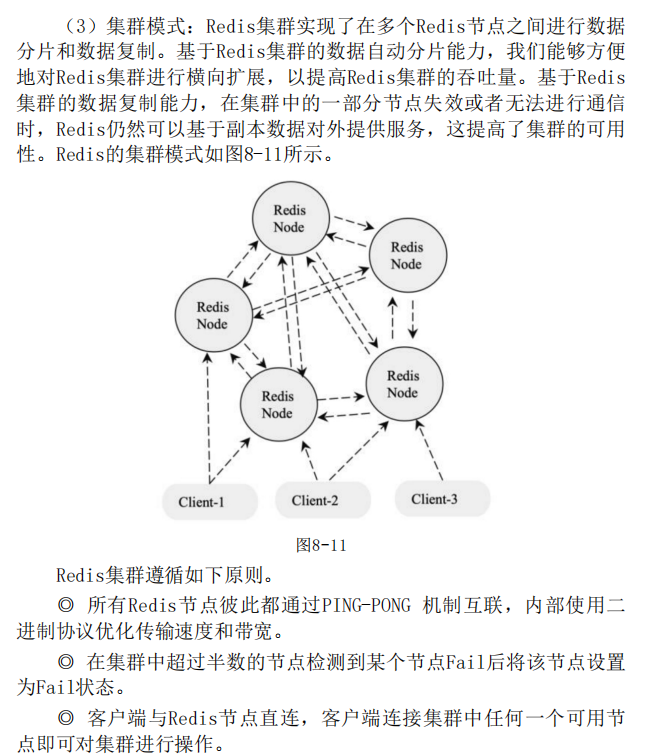 （3）集群模式：Redis集群实现了在多个Redis节点之间进行数据
分片和数据复制。基于Redis集群的数据自动分片能力，我们能够方便
地对Redis集群进行横向扩展，以提高Redis集群的吞吐量。基于Redis
集群的数据复制能力，在集群中的一部分节点失效或者无法进行通信
时，Redis仍然可以基于副本数据对外提供服务，这提高了集群的可用
性。Redis的集群模式如图8-11所示。
Redis
Node
Redis
Node
Redis
Node
Redis
Node
Redis
Node
Client-1
Client-2
Client-3
图8-11
Redis集群遵循如下原则。
◎ 所有Redis节点彼此都通过PING-PONG 机制互联，内部使用二
进制协议优化传输速度和带宽。
◎ 在集群中超过半数的节点检测到某个节点Fail后将该节点设置
为Fail状态。
◎ 客户端与Redis节点直连，客户端连接集群中任何一个可用节
点即可对集群进行操作。